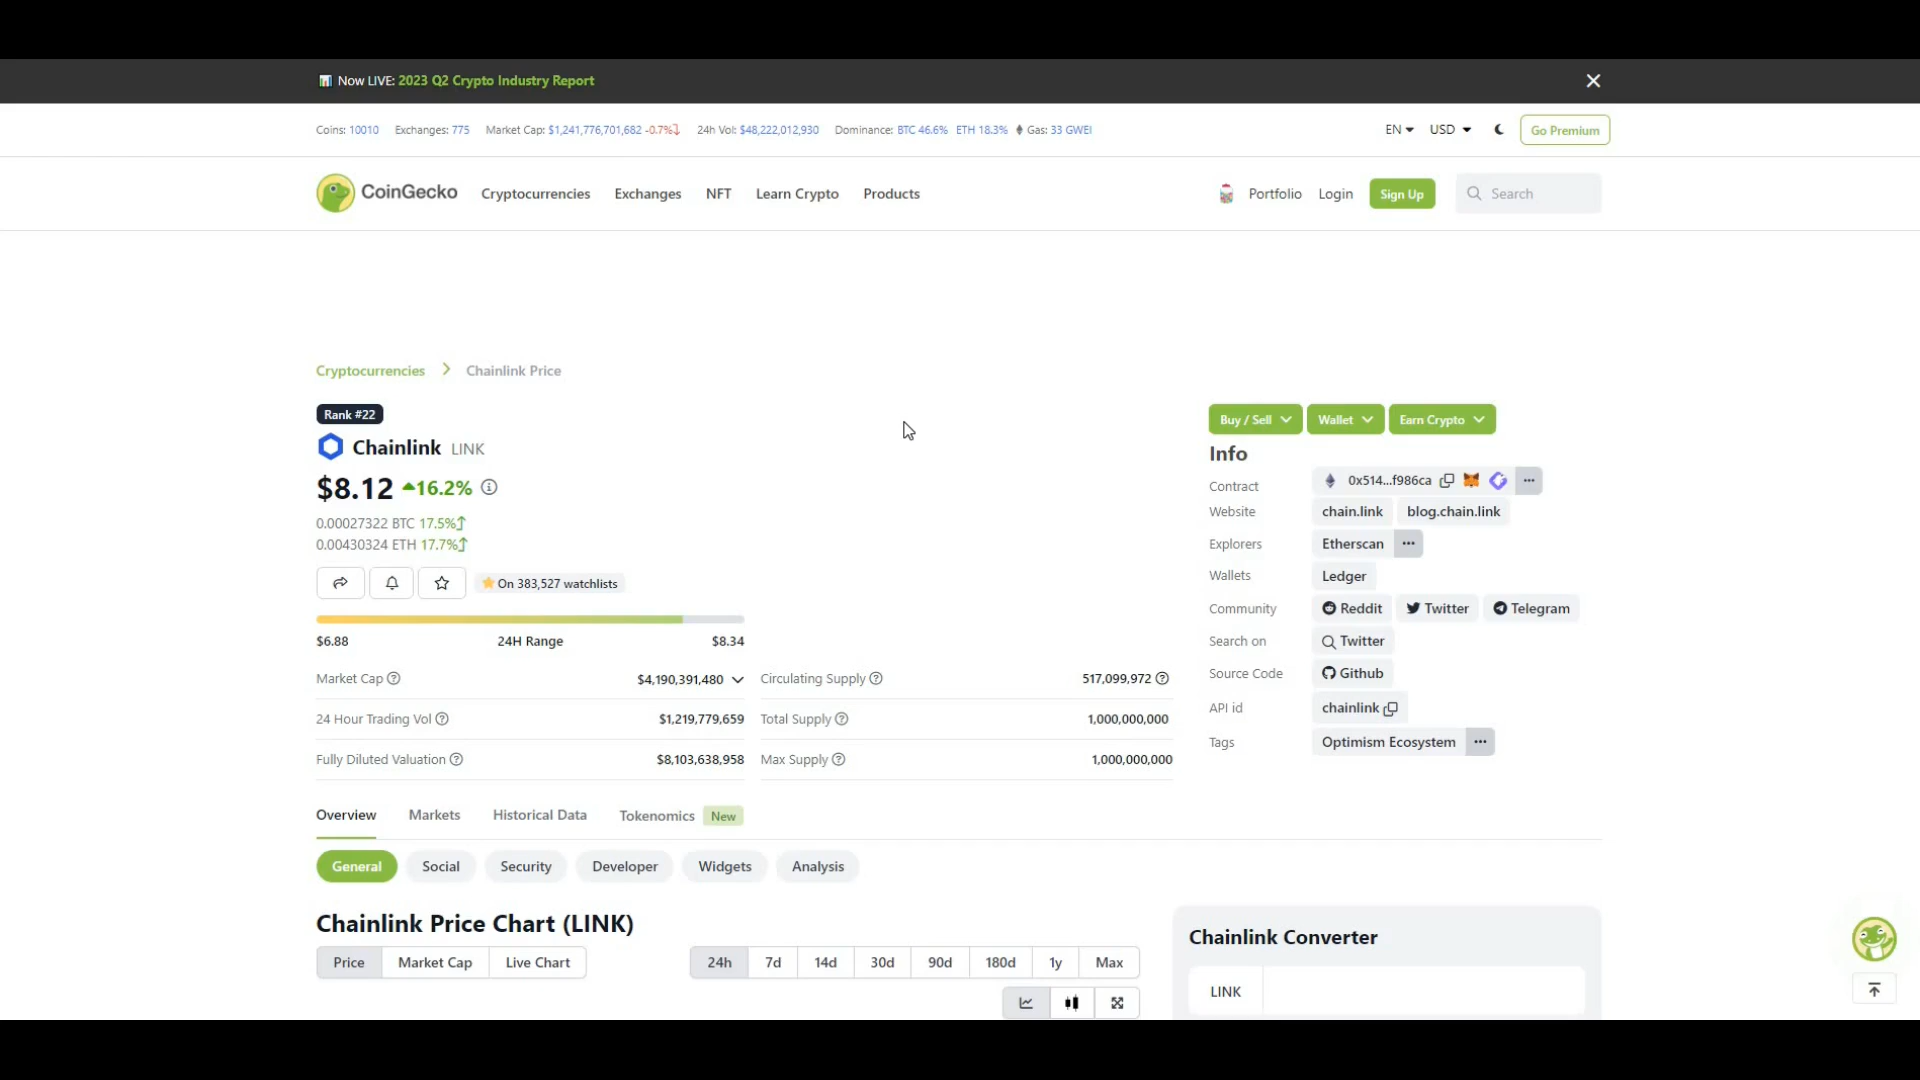 Now LIVE: 2023 Q2 Crypto Industry Report
Coins: 10010 Exchanges: 775 Market Cap: $1,241,776,701,682 -0.7% 24h Vol: $48,222,012,930 Dominance: BTC 46.6% ETH 18.3% Gas: 33 GWEI EN USD Go Premium
CoinGecko Cryptocurrencies Exchanges NFT Learn Crypto Products Portfolio Login Sign Up Search
Cryptocurrencies Chainlink Price
Rank #22
Chainlink LINK
$8.12 16.2%
0.00027322 BTC 17.5%
0.00430324 ETH 17.7%
On 383,527 watchlists
$6.88 24H Range $8.34
Market Cap $4,190,391,480
24 Hour Trading Vol $1,219,779,659
Fully Diluted Valuation $8,103,638,958
Circulating Supply 517,099,972
Total Supply 1,000,000,000
Max Supply 1,000,000,000
Buy / Sell Wallet Earn Crypto
Info
Contract 0x514...f986ca
Website chain.link blog.chain.link
Explorers Etherscan
Wallets Ledger
Community Reddit Twitter Telegram
Search on Twitter
Source Code Github
API id chainlink
Tags Optimism Ecosystem
Overview Markets Historical Data Tokenomics New
General Social Security Developer Widgets Analysis
Chainlink Price Chart (LINK)
Price Market Cap Live Chart 24h 7d 14d 30d 90d 180d 1y Max
Chainlink Converter
LINK